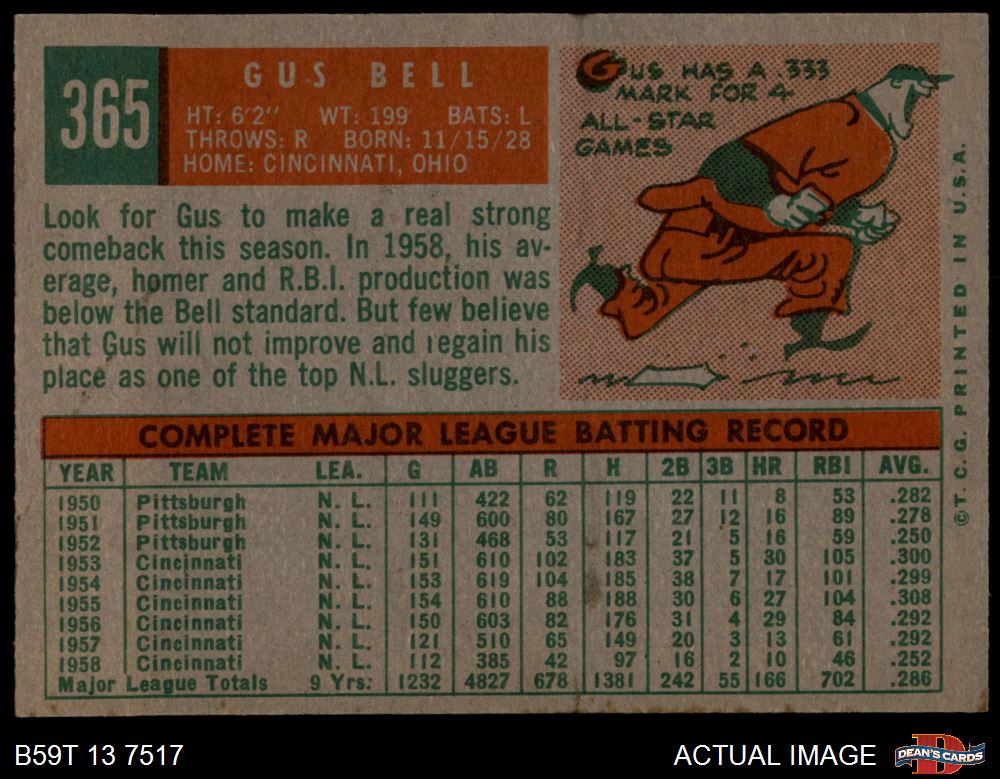 365
GUS BELL
HT: 6'2" WT: 199 BATS: L
THROWS: R BORN: 11/15/28
HOME: CINCINNATI, OHIO
GUS HAS A .333
MARK FOR 4
ALL-STAR
GAMES
Look for Gus to make a real strong
comeback this season. In 1958, his av-
erage, homer and R.B.I. production was
below the Bell standard. But few believe
that Gus will not improve and regain his
place as one of the top N.L. sluggers.
COMPLETE MAJOR LEAGUE BATTING RECORD
YEAR TEAM LEA. G AB R H 2B 3B HR RBI AVG.
1950 Pittsburgh N. L. 111 422 62 119 22 11 8 53 .282
1951 Pittsburgh N. L. 149 600 80 167 27 12 16 89 .278
1952 Pittsburgh N. L. 131 468 53 117 21 5 16 59 .250
1953 Cincinnati N. L. 151 610 102 183 37 5 30 105 .300
1954 Cincinnati N. L. 153 619 104 185 38 7 17 101 .299
1955 Cincinnati N. L. 154 610 88 188 30 6 27 104 .308
1956 Cincinnati N. L. 150 603 82 176 31 4 29 84 .292
1957 Cincinnati N. L. 121 510 65 149 20 3 13 61 .292
1958 Cincinnati N. L. 112 385 42 97 16 2 10 46 .252
Major League Totals 9 Yrs. 1232 4827 678 1381 242 55 166 702 .286
©T. C. G. PRINTED IN U.S.A.
B59T 13 7517
ACTUAL IMAGE
DEAN'S CARDS